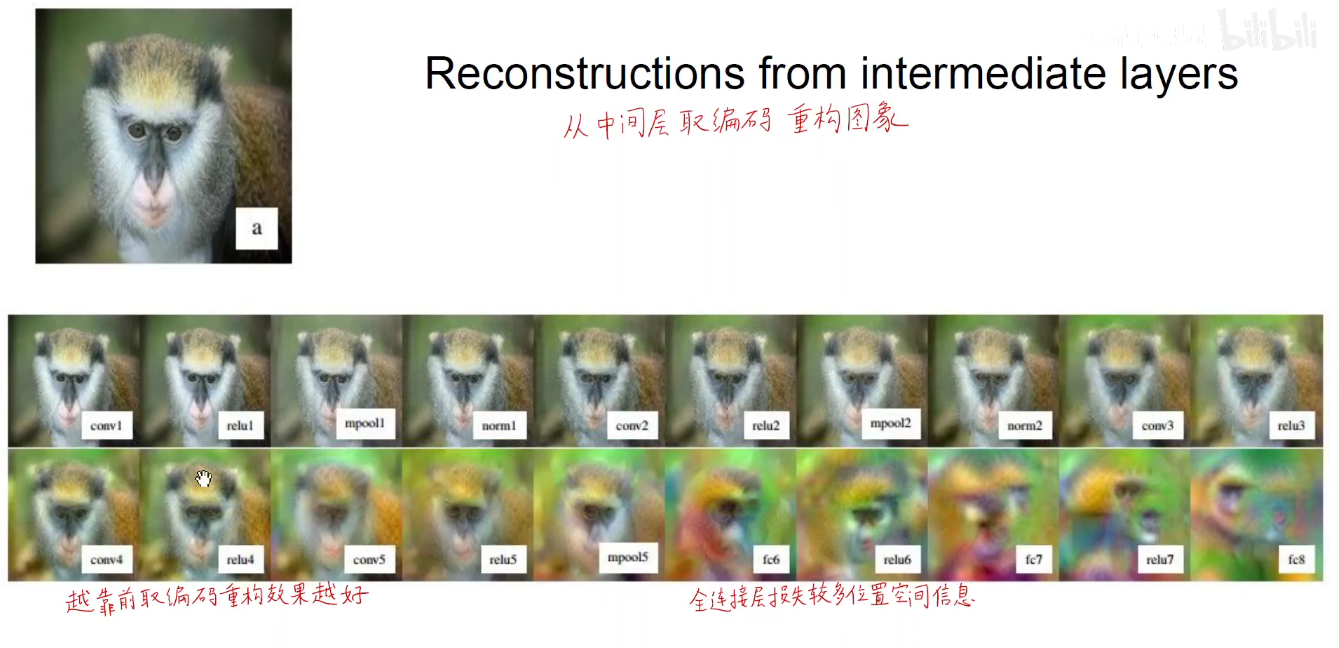 bilibili
Reconstructions from intermediate layers
从中间层取编码 重构图象
a
conv1 relu1 mpool1 norm1 conv2 relu2 mpool2 norm2 conv3 relu3
conv4 relu4 conv5 relu5 mpool5 fc6 relu6 fc7 relu7 fc8
越靠前取编码重构效果越好
全连接层损失较多位置空间信息